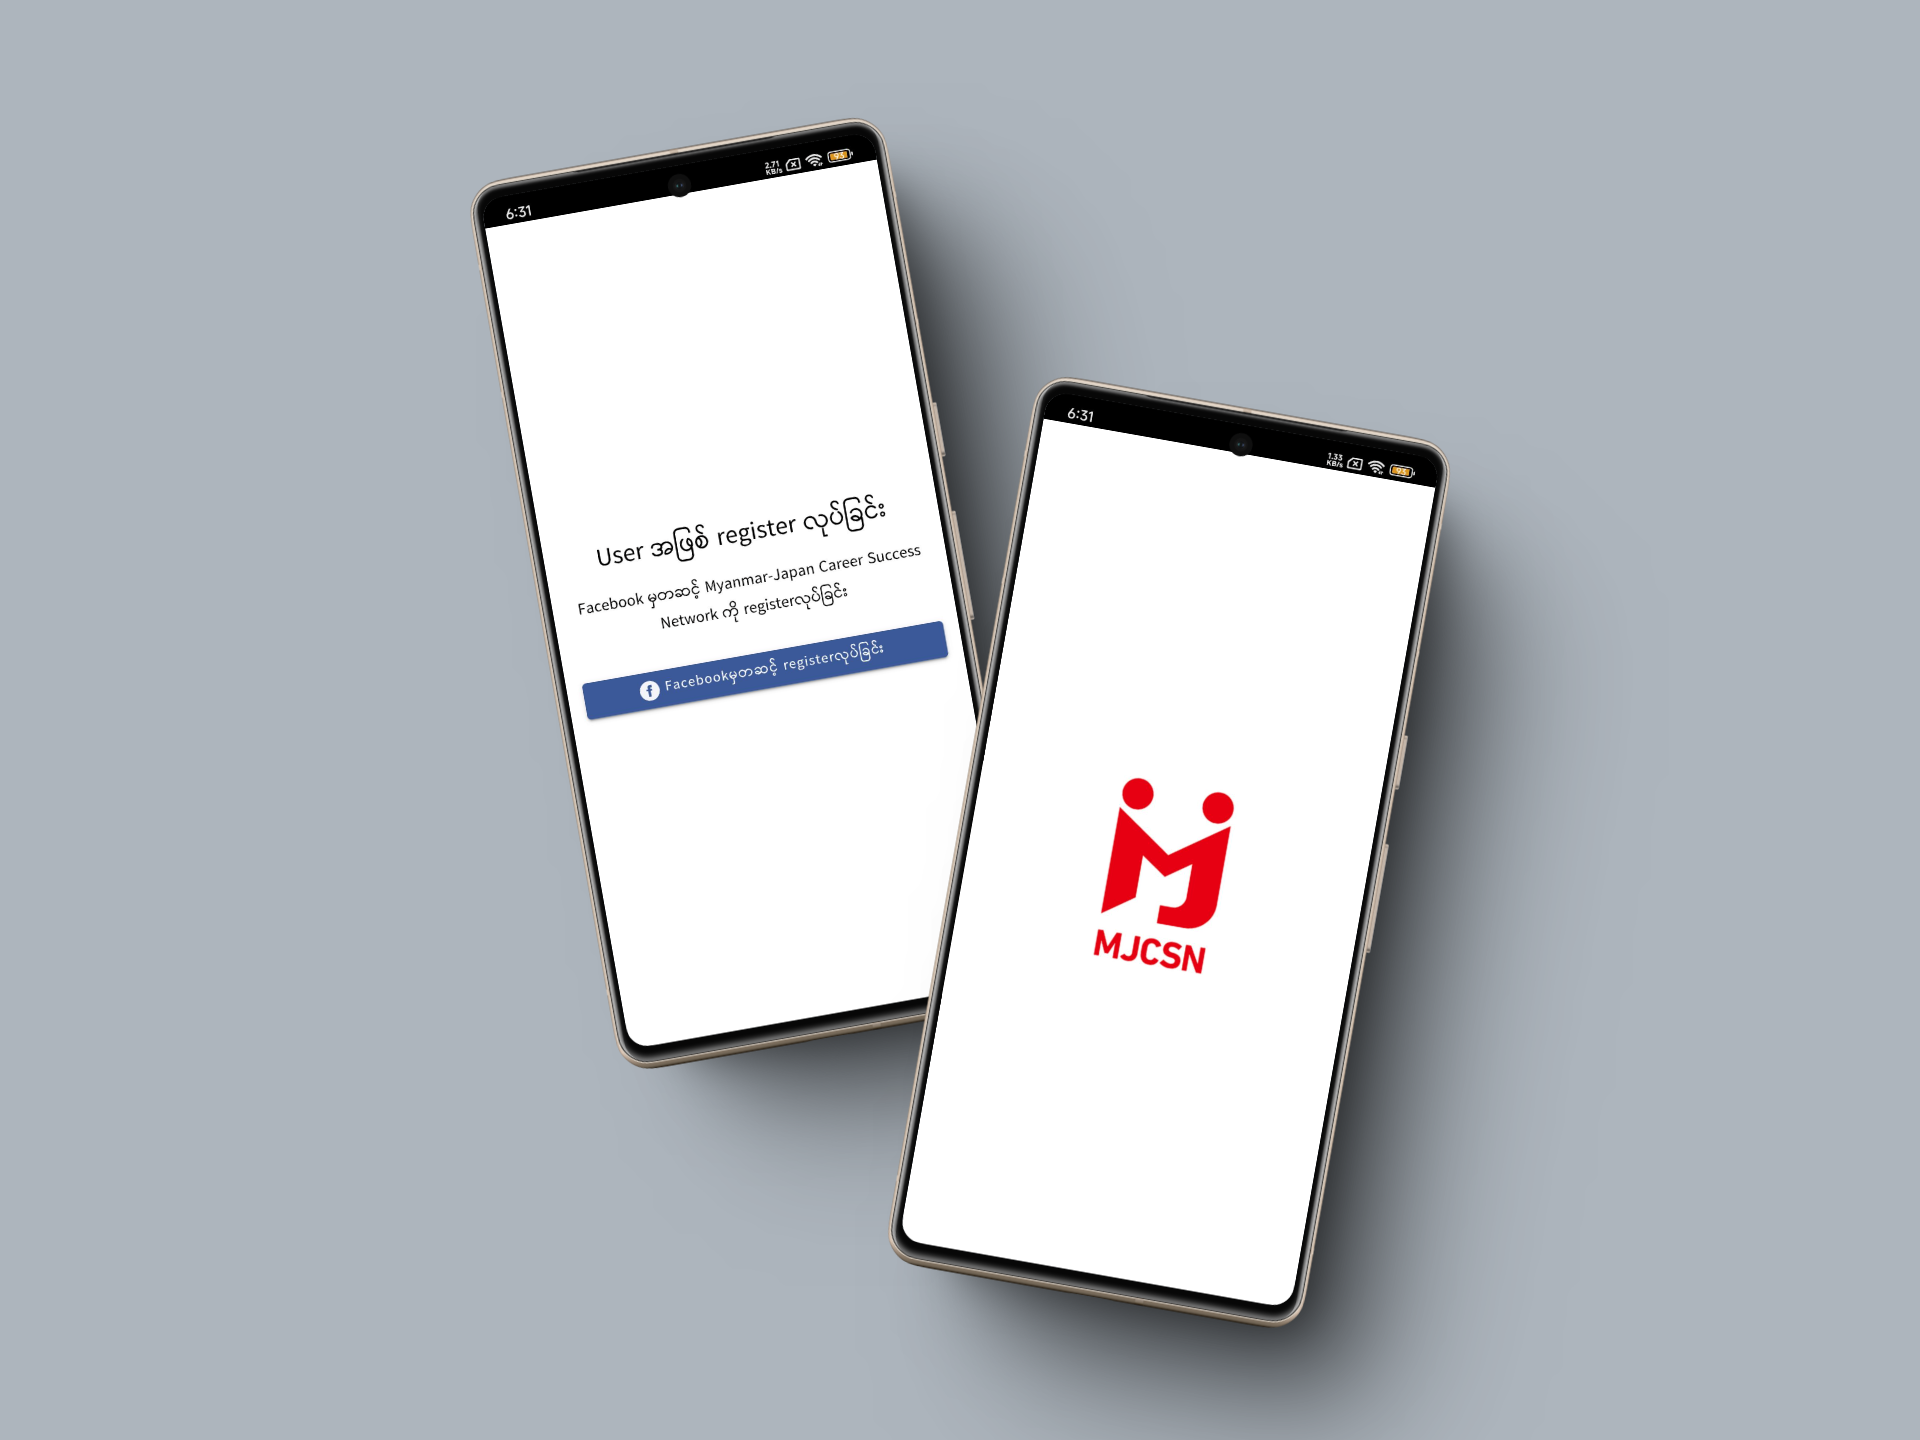 6:31
2.71
KB/s
93
User အဖြစ် register လုပ်ခြင်း
Facebook မှတဆင့် Myanmar-Japan Career Success
Network ကို registerလုပ်ခြင်း
Facebookမှတဆင့် registerလုပ်ခြင်း
6:31
1.33
KB/s
93
MJCSN